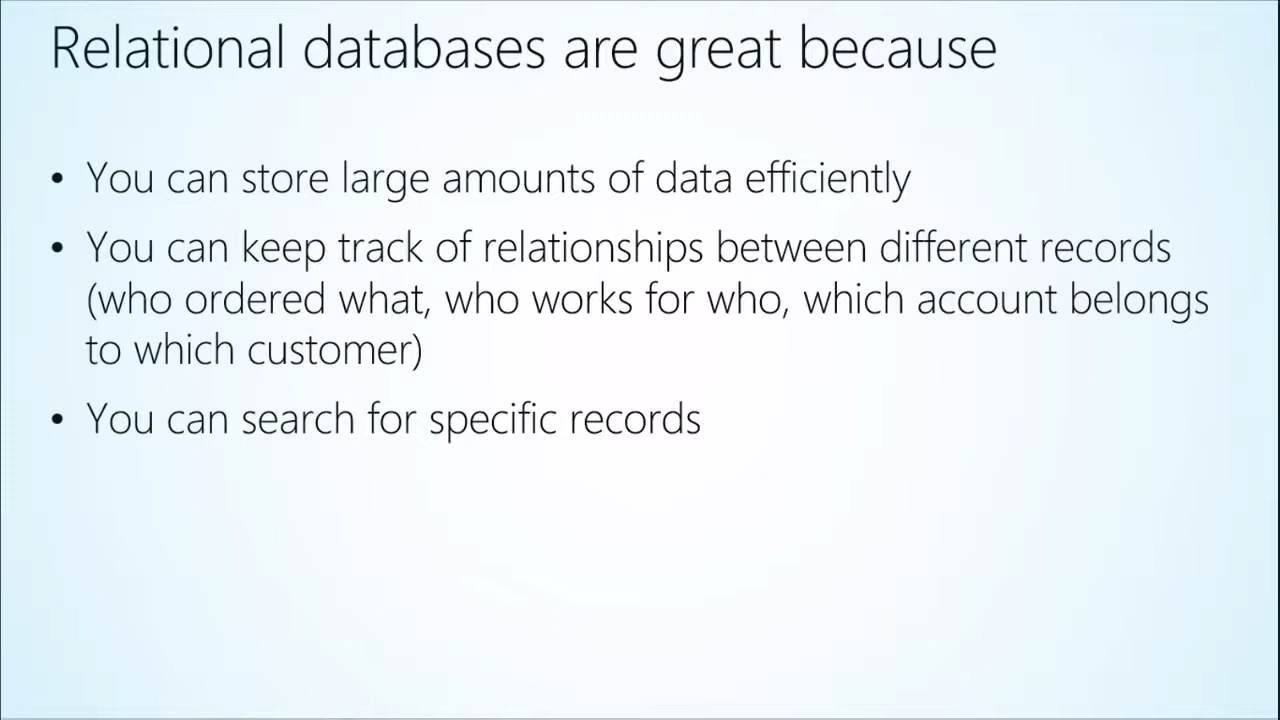 Relational databases are great because
• You can store large amounts of data efficiently
• You can keep track of relationships between different records
(who ordered what, who works for who, which account belongs
to which customer)
• You can search for specific records